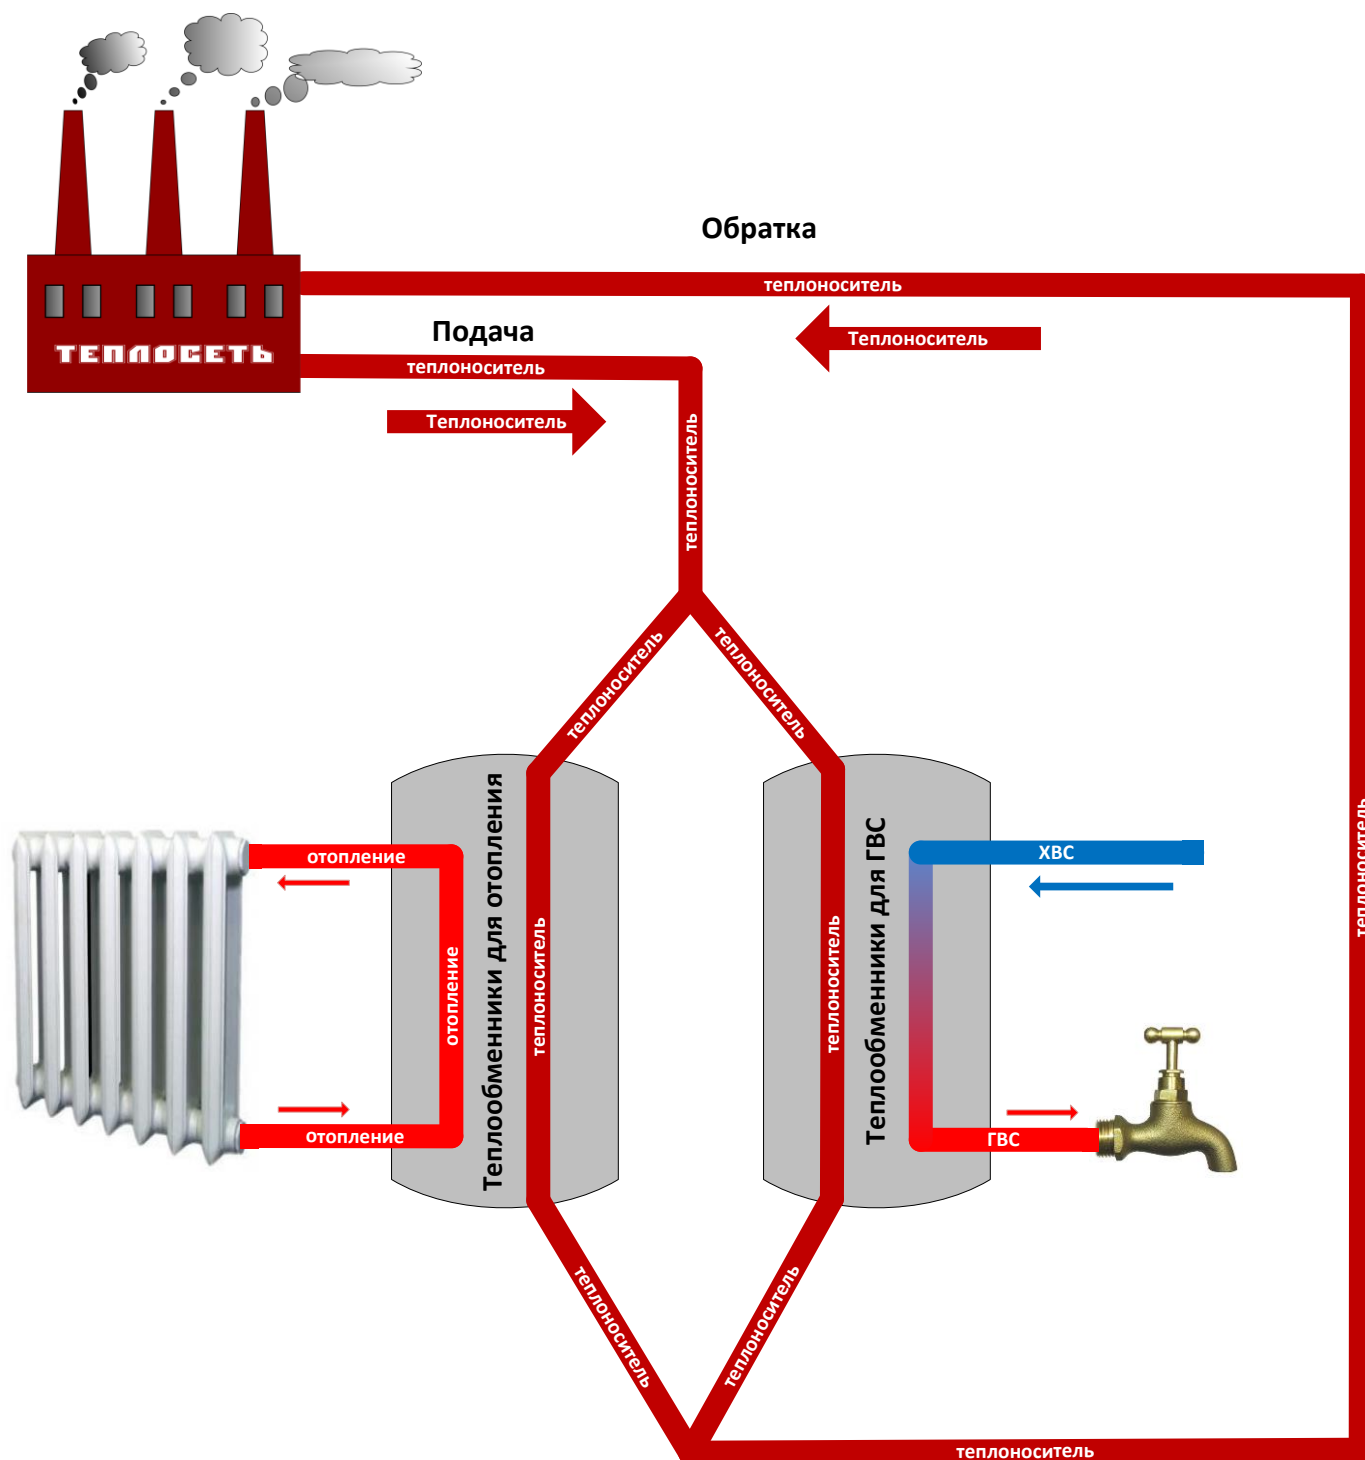 Обратка
теплоноситель
Подача
Теплоноситель
ТЕПЛОСЕТЬ
теплоноситель
Теплоноситель
теплоноситель
теплоноситель
теплоноситель
Теплообменники для отопления
теплоноситель
отопление
отопление
отопление
теплоноситель
Теплообменники для ГВС
ХВС
ГВС
теплоноситель
теплоноситель
теплоноситель
теплоноситель